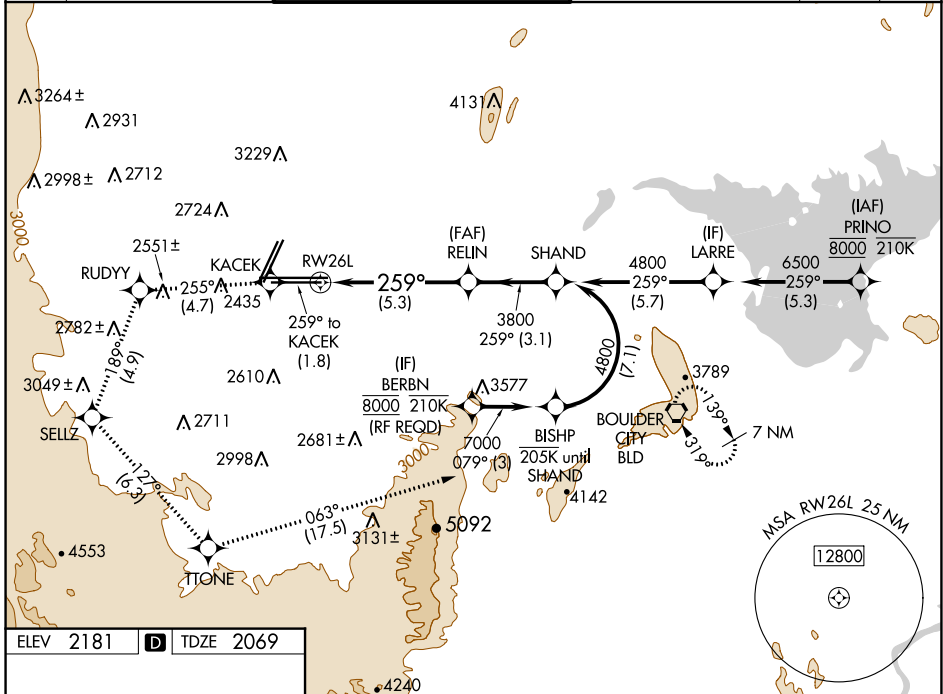 3264±
2931
4131
3229
2998±
2712
2724
3000
(IAF)
PRINO
8000 210K
(FAF)
RELIN
SHAND
(IF)
LARRE
2551±
RUDYY
KACEK
RW26L
255°
(4.7)
2435
259°
(5.3)
4800
259°
(5.7)
6500
259°
(5.3)
259° to
KACEK
(1.8)
3800
259° (3.1)
2782±
189°
(4.9)
4800
(7.1)
(IF)
BERBN
8000 210K
(RF REQD)
3577
3789
3049±
2610
SELLZ
2711
2681±
2998
3000
7000
079° (3)
BISHP
205K until
SHAND
BOULDER
CITY
BLD
139°
319°
7 NM
4142
127°
(6.3)
063°
(17.5)
3131±
5092
4553
TTONE
MSA RW26L 25 NM
12800
ELEV 2181 D TDZE 2069
4240